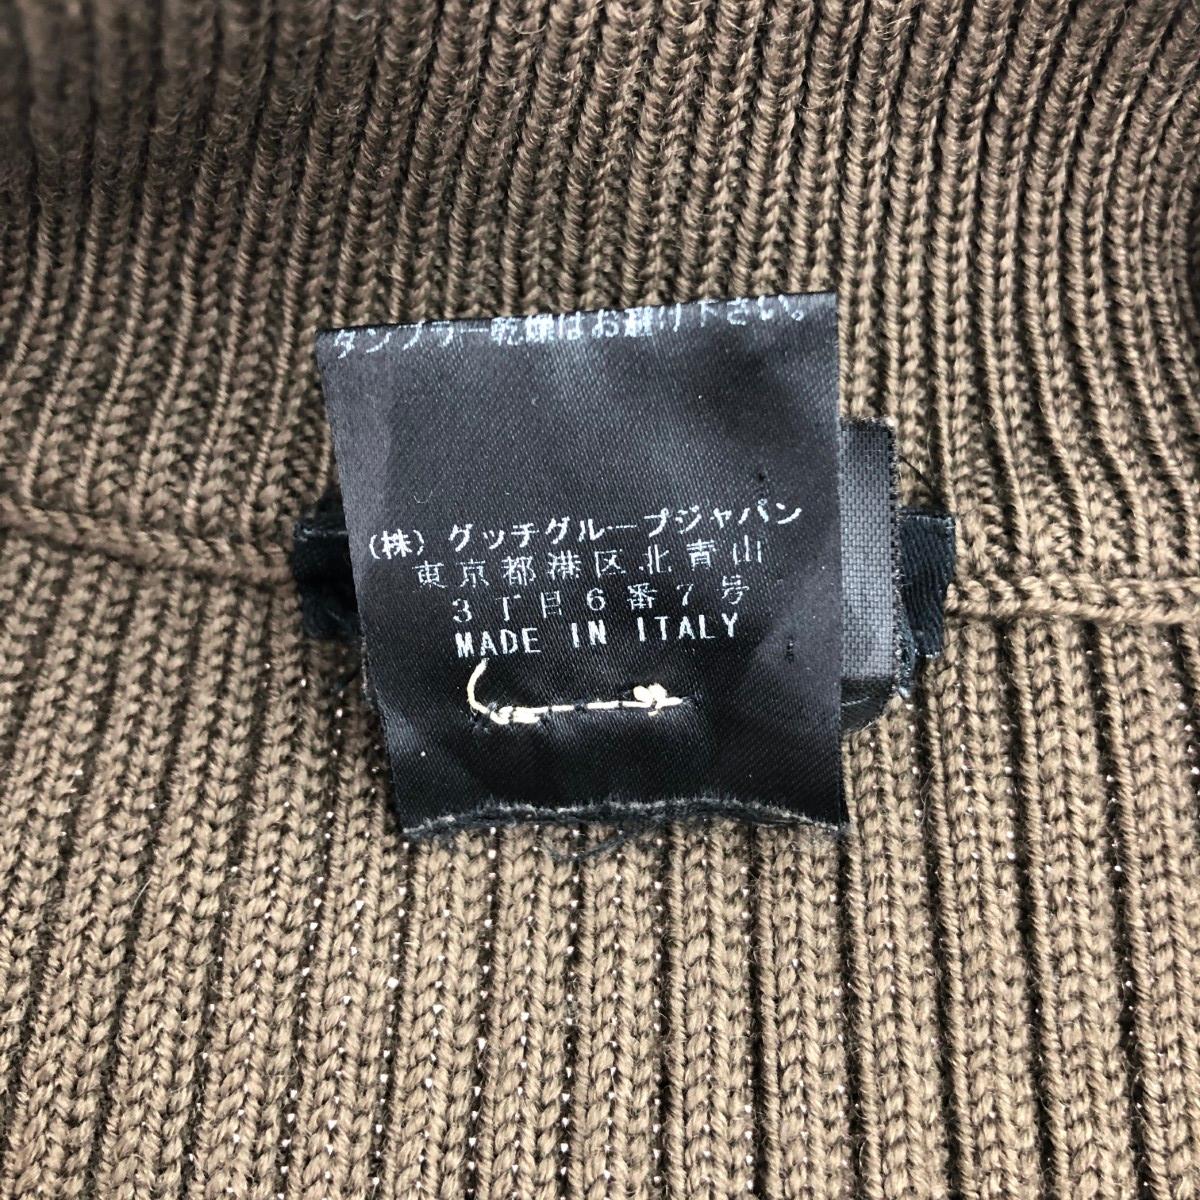 タンブラー乾燥はお避け下さい。
(株) グッチグループジャパン
東京都港区北青山
3丁目6番7号
MADE IN ITALY